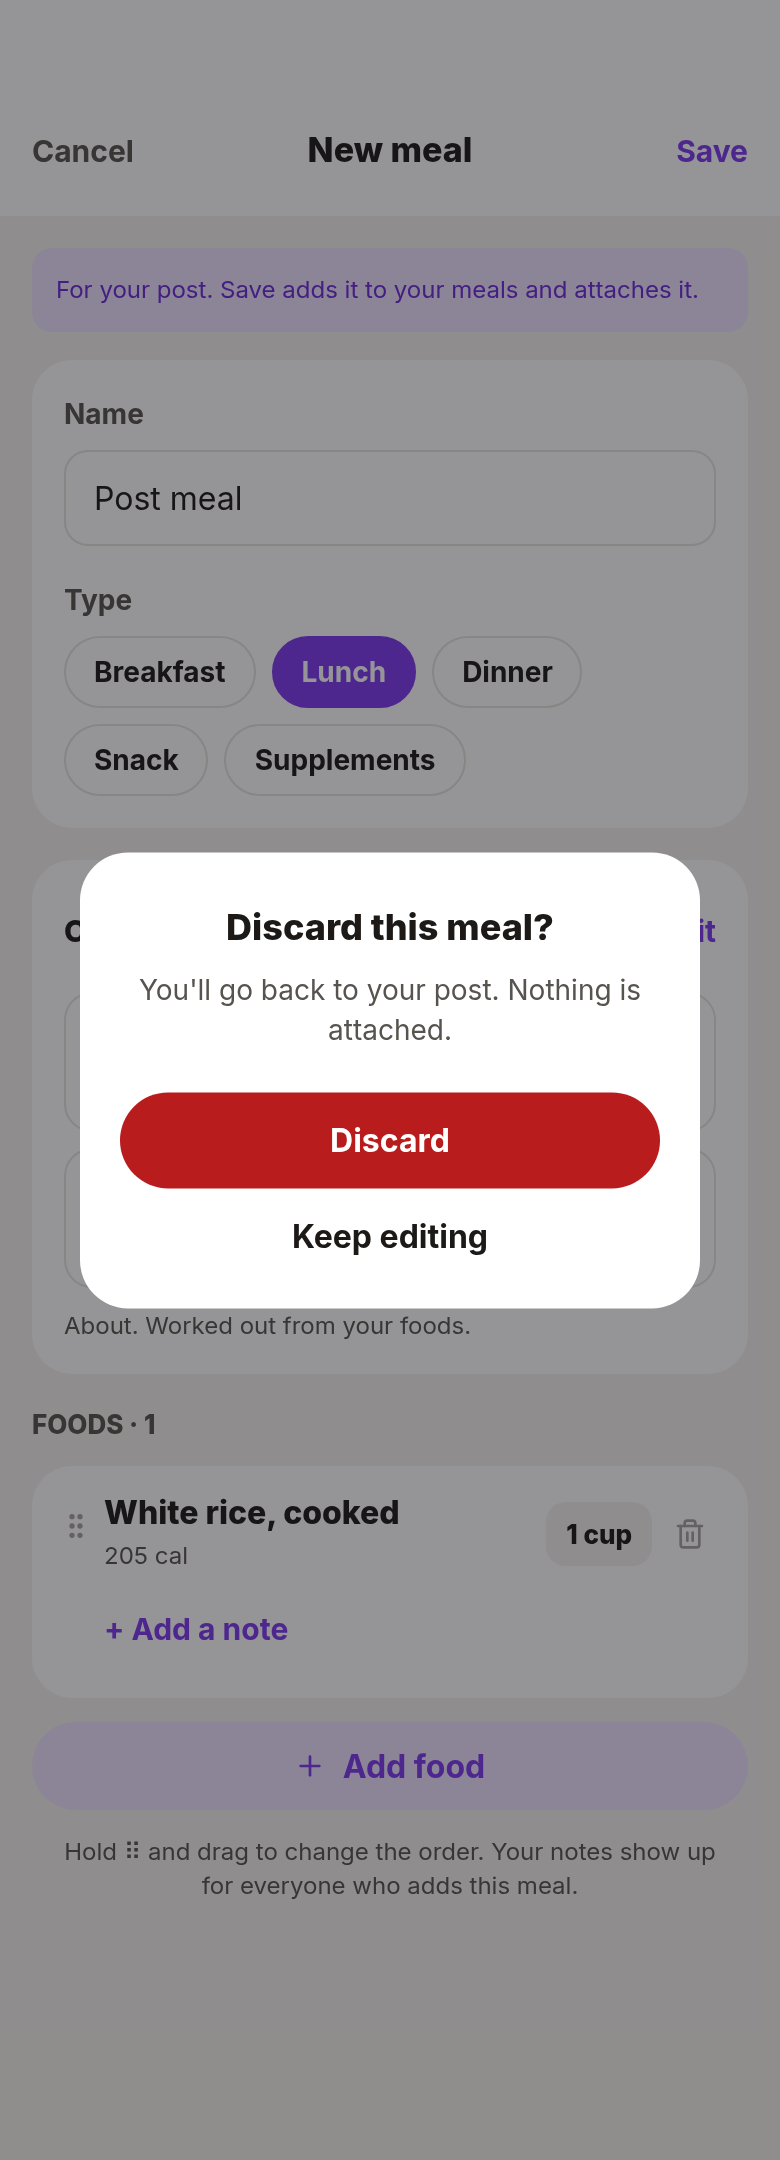 Cancel
New meal
Save
For your post. Save adds it to your meals and attaches it.
Name
Post meal
Type
Breakfast
Lunch
Dinner
Snack
Supplements
Discard this meal?
You'll go back to your post. Nothing is
attached.
Discard
Keep editing
About. Worked out from your foods.
FOODS · 1
White rice, cooked
205 cal
1 cup
+ Add a note
+ Add food
Hold ⠿ and drag to change the order. Your notes show up
for everyone who adds this meal.